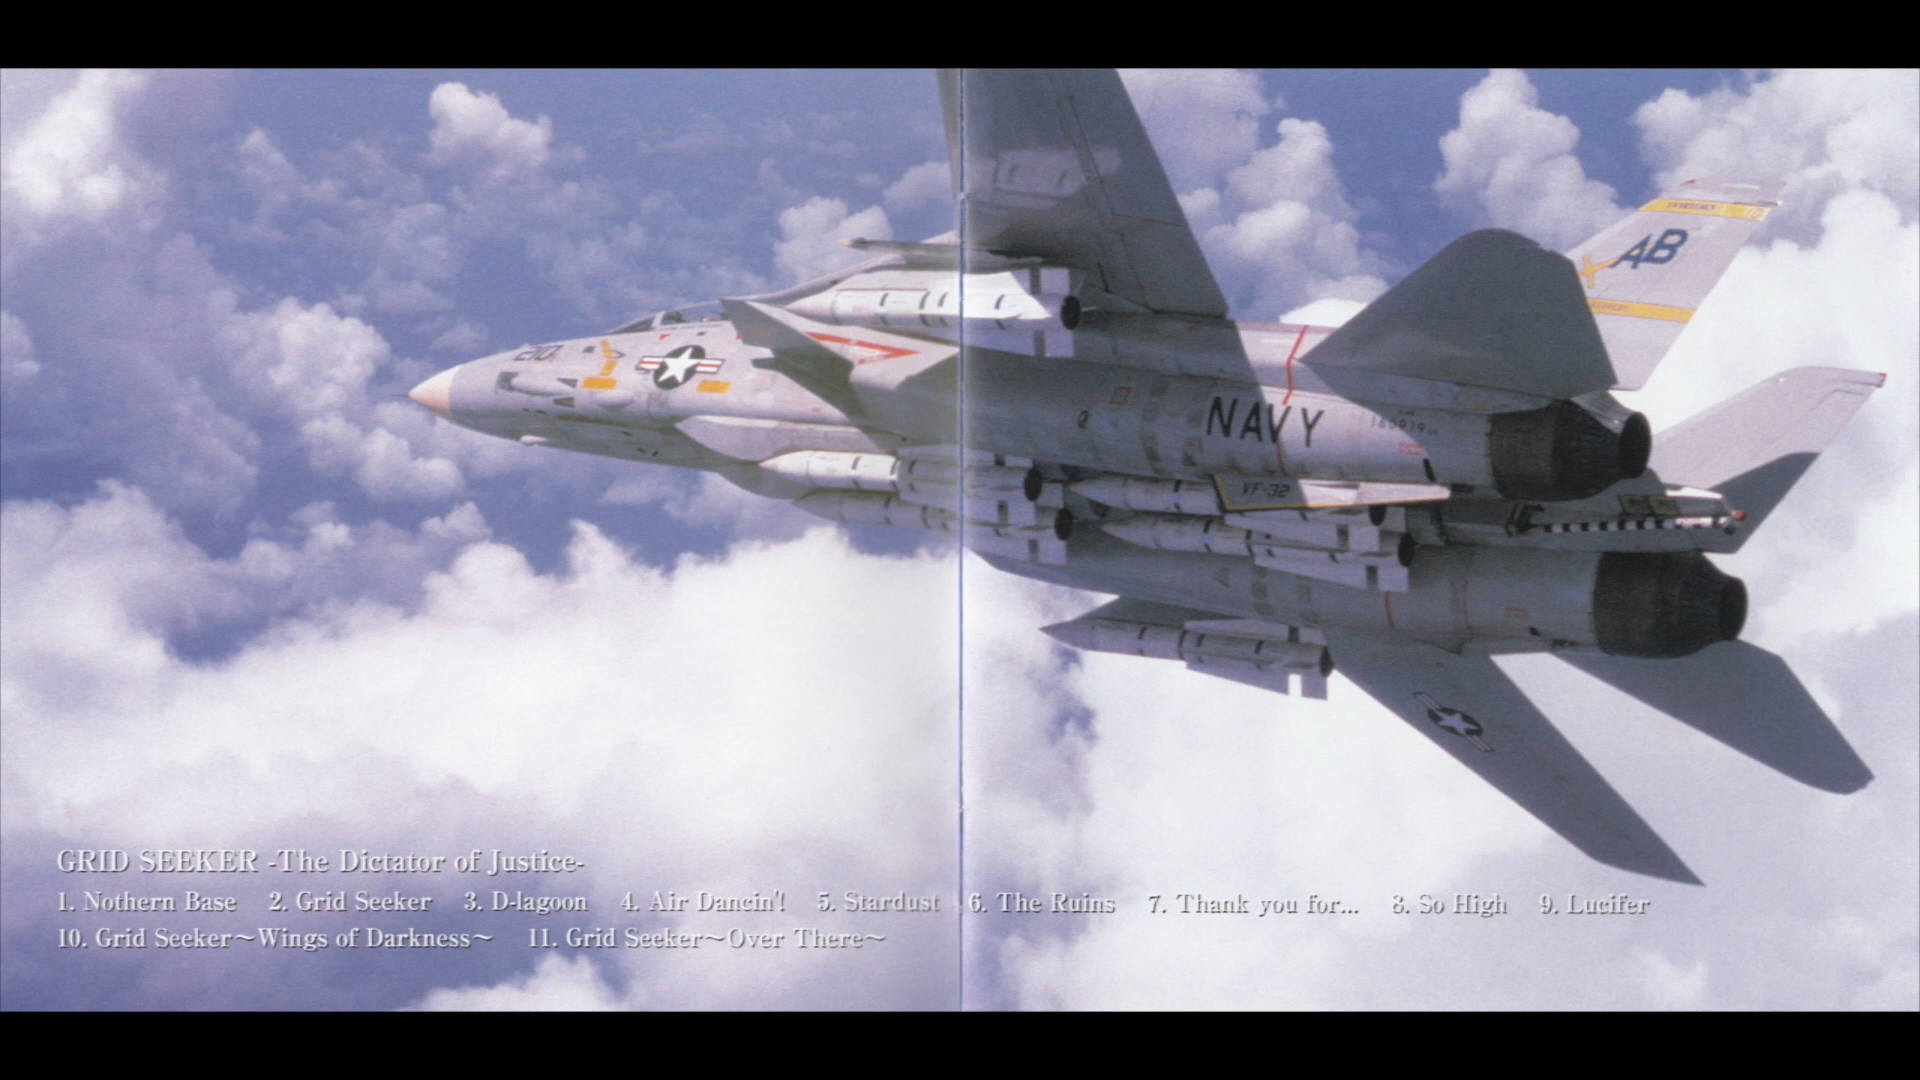 SWORDSMEN
AB
210
NAVY
160919
VF-32
GRID SEEKER -The Dictator of Justice-
1. Nothern Base 2. Grid Seeker 3. D-lagoon 4. Air Dancin'! 5. Stardust 6. The Ruins 7. Thank you for... 8. So High 9. Lucifer
10. Grid Seeker～Wings of Darkness～ 11. Grid Seeker～Over There～